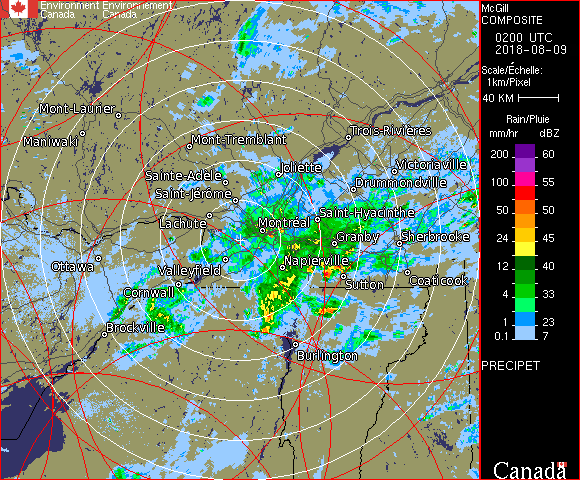 Environment Environnement
Canada Canada
McGill
COMPOSITE
0200 UTC
2018-08-09
Scale/Échelle:
1km/Pixel
40 KM
Rain/Pluie
mm/hr dBZ
200 60
100 55
50 50
24 45
12 40
4 33
1 23
0.1 7
PRECIPET
Canada
Mont-Laurier
Maniwaki
Mont-Tremblant
Trois-Rivières
Sainte-Adèle
Joliette
Victoriaville
Saint-Jérôme
Drummondville
Lachute
Montréal
Saint-Hyacinthe
Granby
Sherbrooke
Ottawa
Valleyfield
Napierville
Cornwall
Sutton
Coaticook
Brockville
Burlington